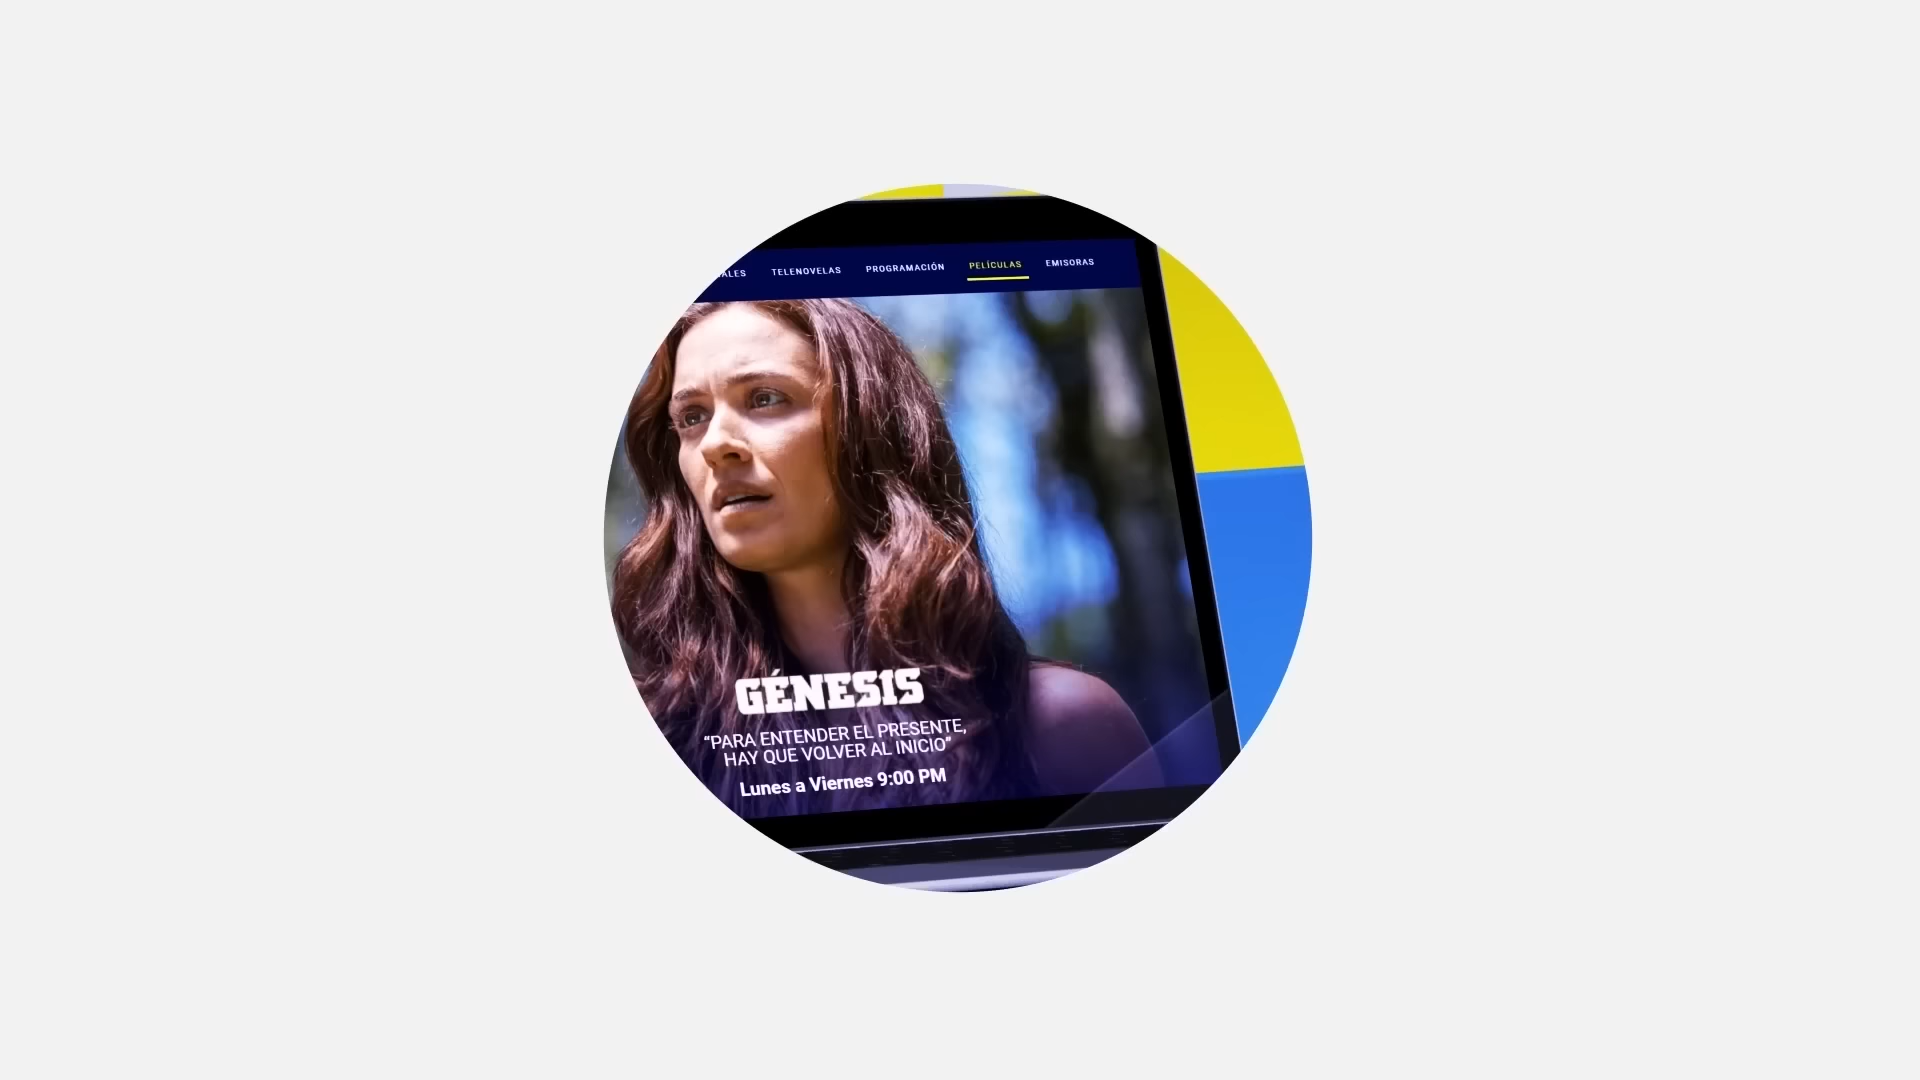 ALES TELENOVELAS PROGRAMACIÓN PELÍCULAS EMISORAS
GÉNESIS
“PARA ENTENDER EL PRESENTE,
HAY QUE VOLVER AL INICIO”
Lunes a Viernes 9:00 PM